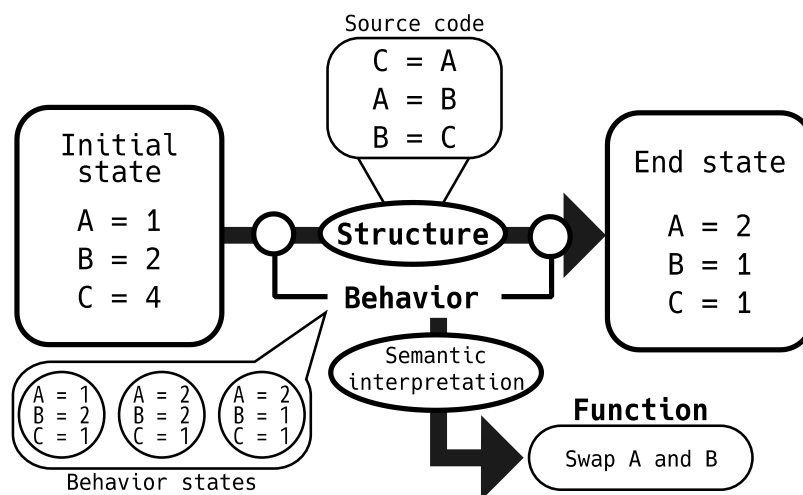 Source code
C = A
A = B
B = C
Initial
state
A = 1
B = 2
C = 4
Structure
End state
A = 2
B = 1
C = 1
Behavior
Semantic
interpretation
A = 1
B = 2
C = 1
A = 2
B = 2
C = 1
A = 2
B = 1
C = 1
Behavior states
Function
Swap A and B